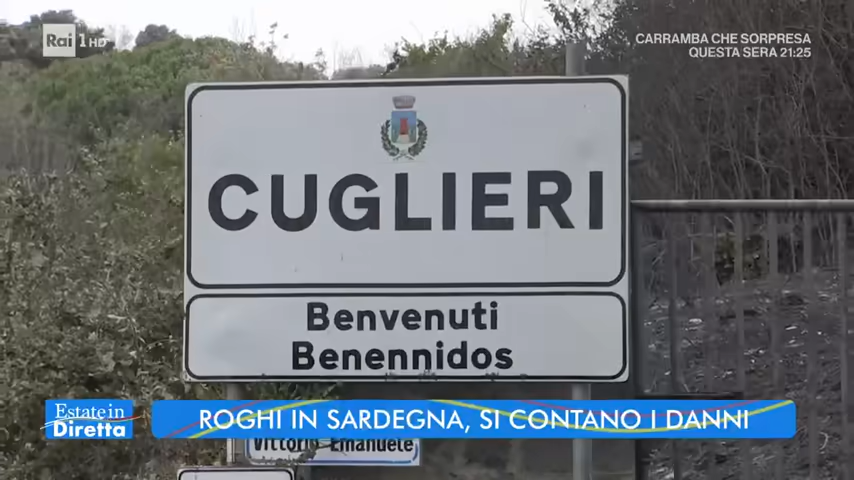 Rai 1 HD
CARRAMBA CHE SORPRESA
QUESTA SERA 21:25
CUGLIERI
Benvenuti
Benennidos
Estate in
Diretta
ROGHI IN SARDEGNA, SI CONTANO I DANNI
Vittorio Emanuele